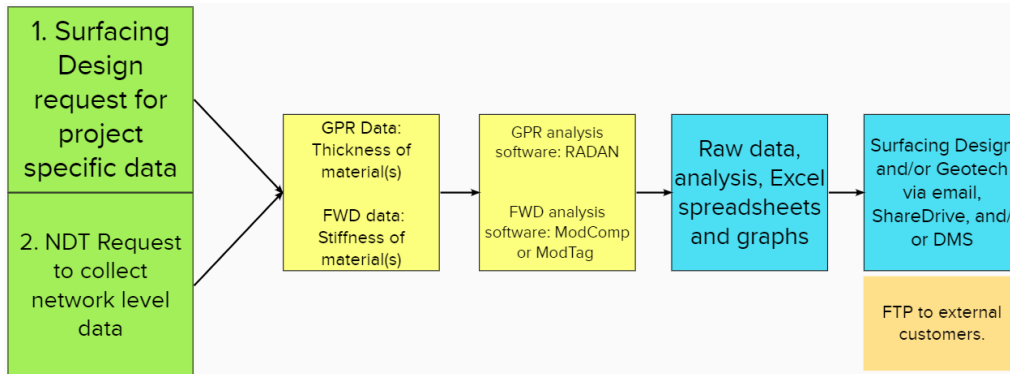 1. Surfacing
Design
request for
project
specific data
2. NDT Request
to collect
network level
data
GPR Data:
Thickness of
material(s)
FWD data:
Stiffness of
material(s)
GPR analysis
software: RADAN
FWD analysis
software: ModComp
or ModTag
Raw data,
analysis, Excel
spreadsheets
and graphs
Surfacing Design
and/or Geotech
via email,
ShareDrive, and/
or DMS
FTP to external
customers.